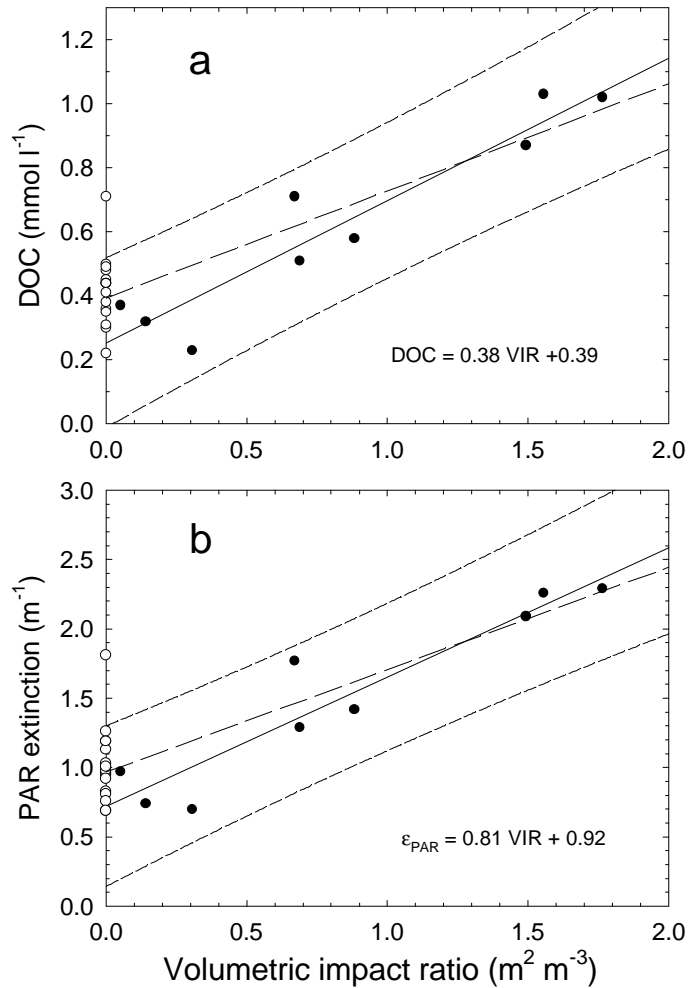 a
1.2
1.0
0.8
0.6
0.4
0.2
0.0
DOC (mmol l⁻¹)
DOC = 0.38 VIR +0.39
0.0 0.5 1.0 1.5 2.0
b
3.0
2.5
2.0
1.5
1.0
0.5
0.0
PAR extinction (m⁻¹)
εPAR = 0.81 VIR + 0.92
0.0 0.5 1.0 1.5 2.0
Volumetric impact ratio (m² m⁻³)